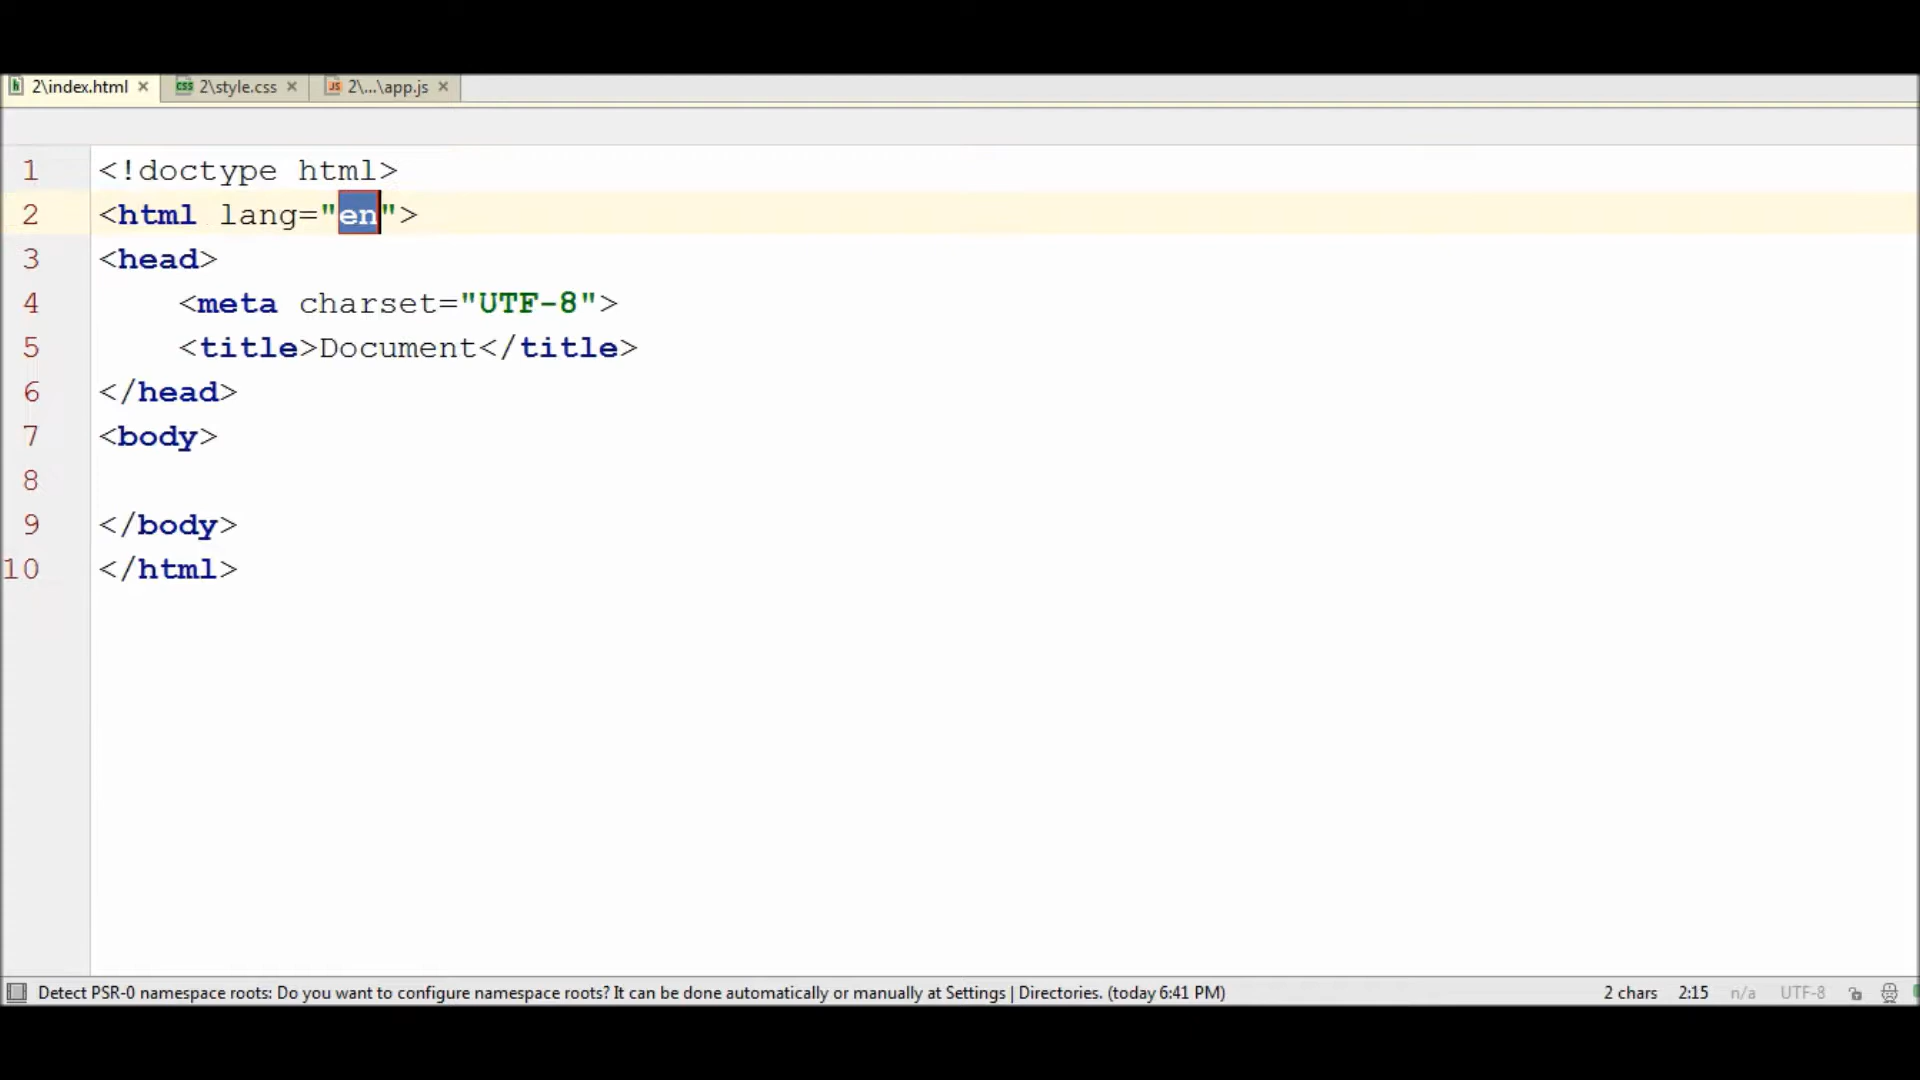 2\index.html 2\style.css 2\...\app.js
1 <!doctype html>
2 <html lang="en">
3 <head>
4     <meta charset="UTF-8">
5     <title>Document</title>
6 </head>
7 <body>
8
9 </body>
10 </html>
Detect PSR-0 namespace roots: Do you want to configure namespace roots? It can be done automatically or manually at Settings | Directories. (today 6:41 PM) 2 chars 2:15 n/a UTF-8